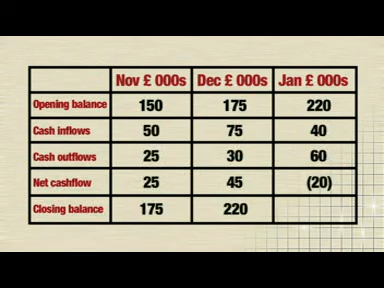 Nov £ 000s Dec £ 000s Jan £ 000s
Opening balance 150 175 220
Cash inflows 50 75 40
Cash outflows 25 30 60
Net cashflow 25 45 (20)
Closing balance 175 220